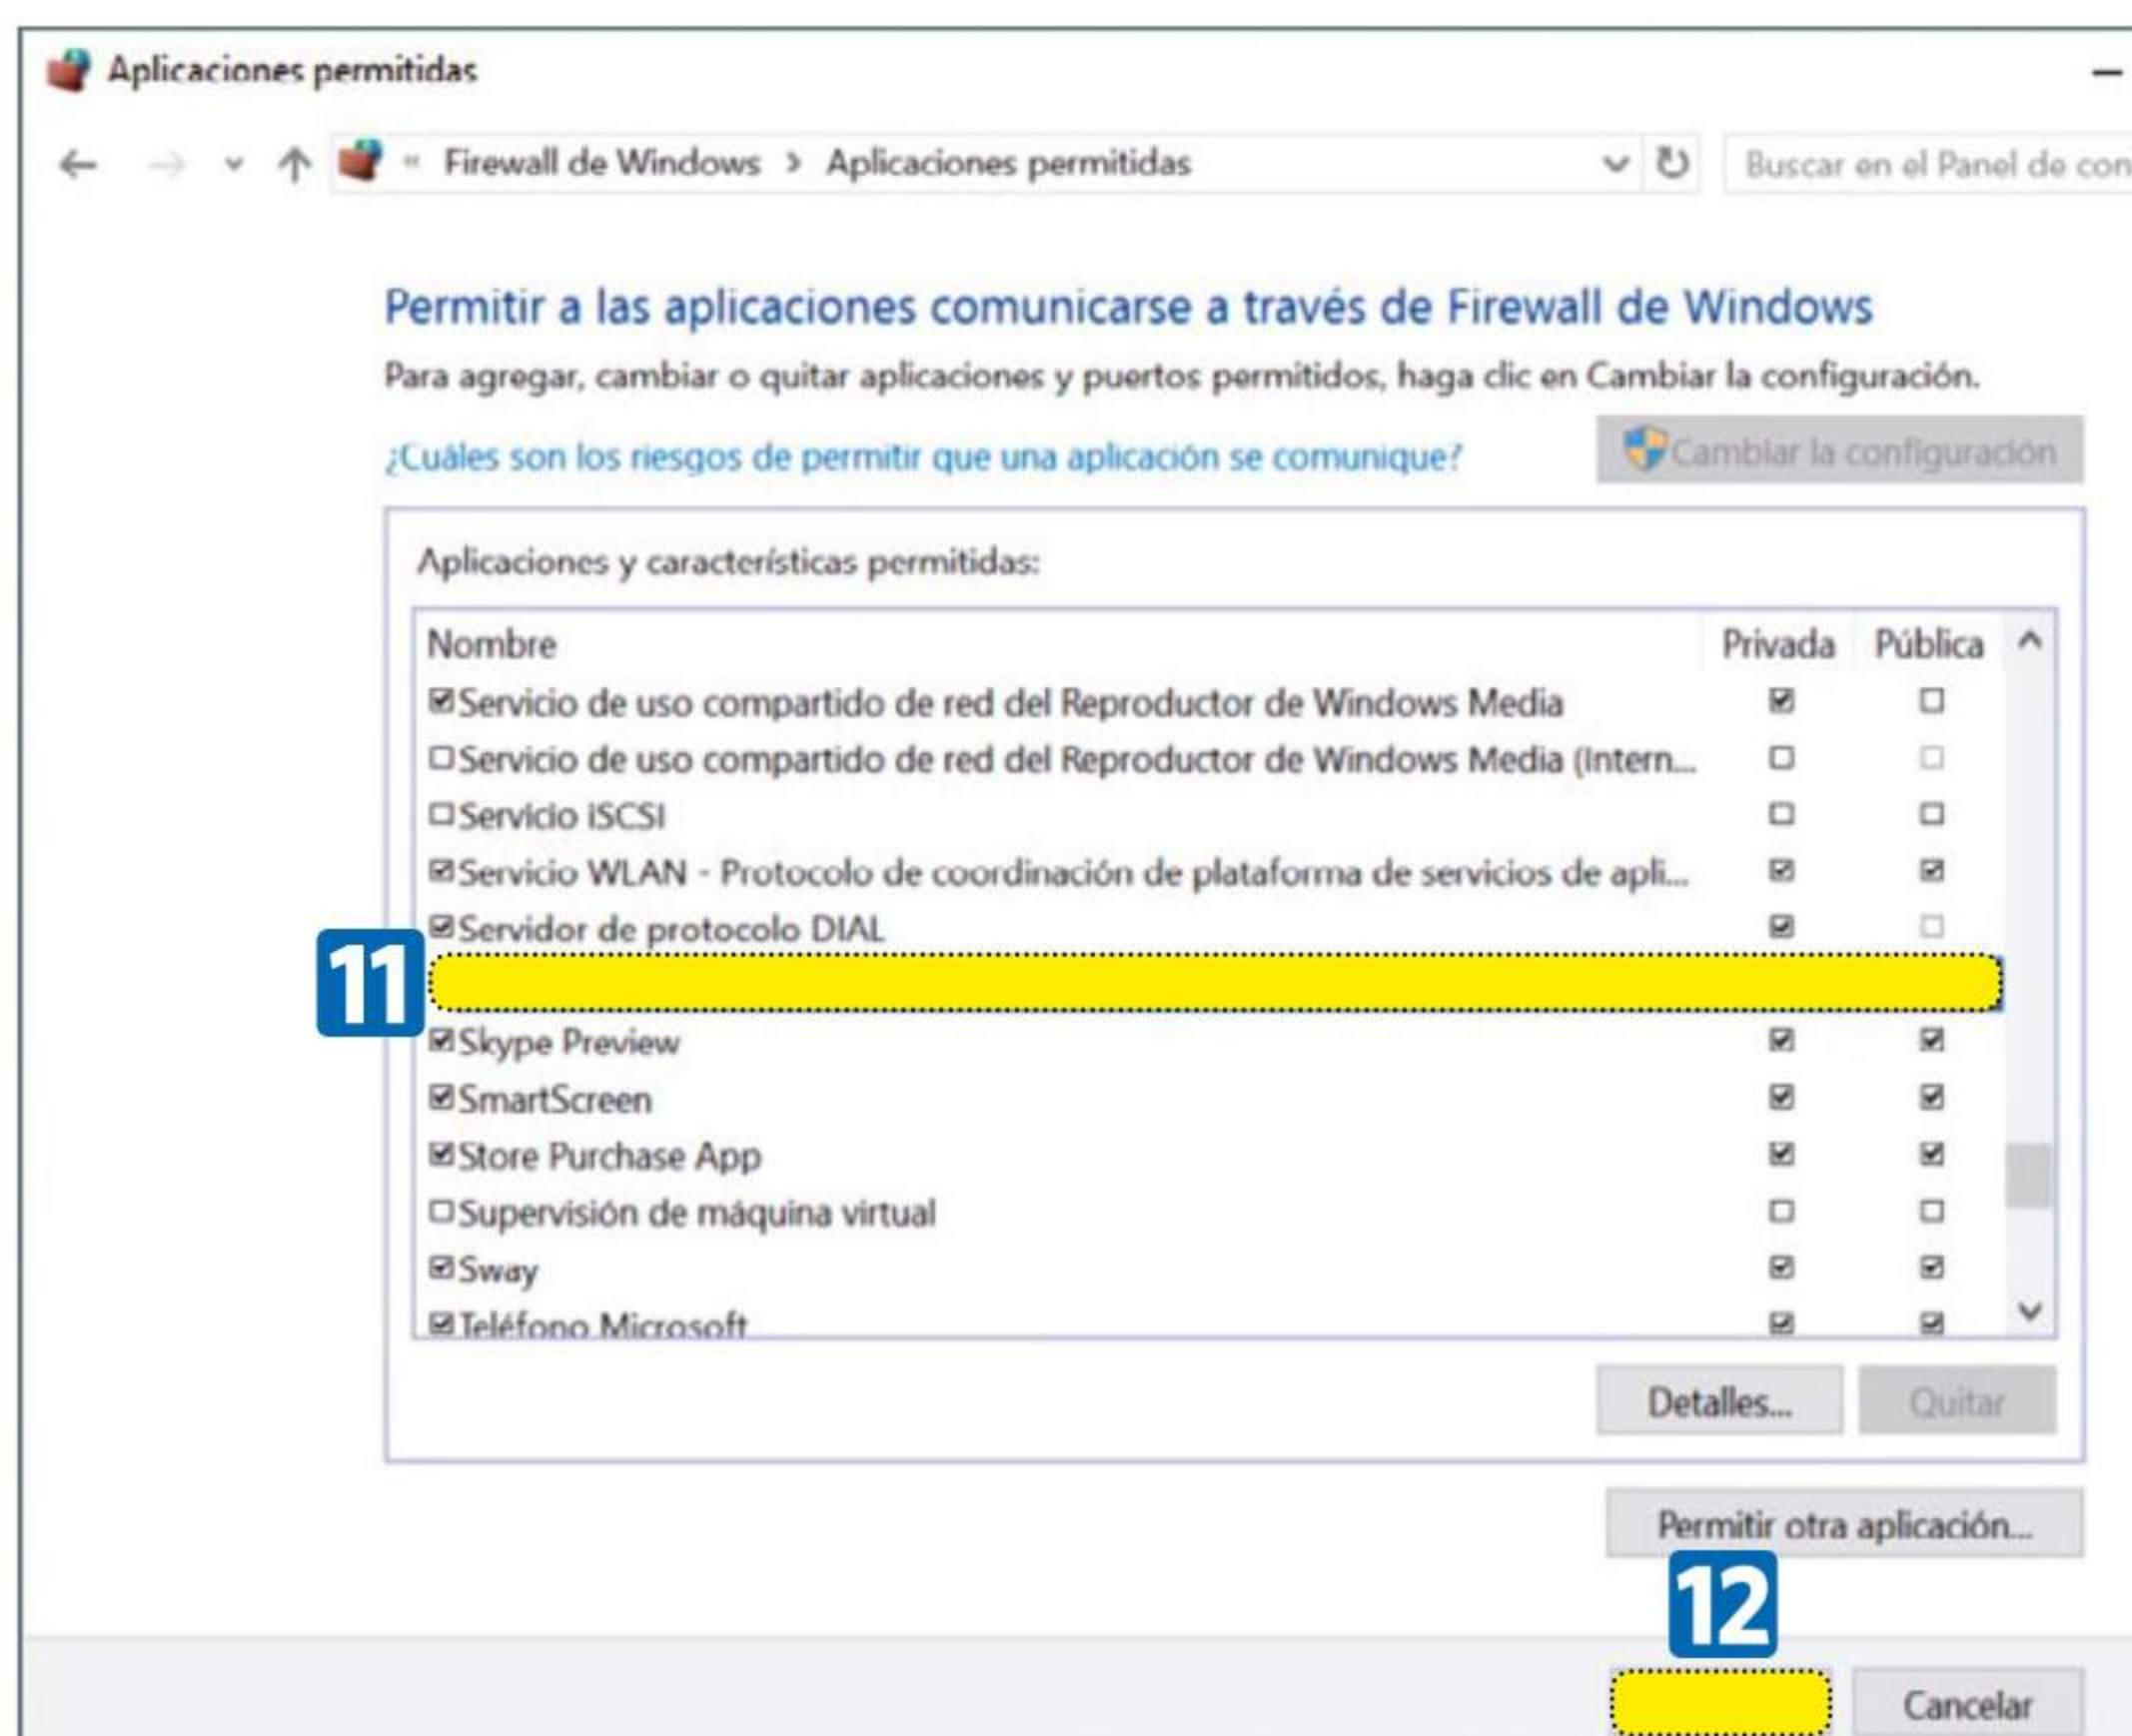 Aplicaciones permitidas
« Firewall de Windows > Aplicaciones permitidas
Buscar en el Panel de con
Permitir a las aplicaciones comunicarse a través de Firewall de Windows
Para agregar, cambiar o quitar aplicaciones y puertos permitidos, haga clic en Cambiar la configuración.
¿Cuáles son los riesgos de permitir que una aplicación se comunique?
Cambiar la configuración
Aplicaciones y características permitidas:
Nombre Privada Pública
Servicio de uso compartido de red del Reproductor de Windows Media
Servicio de uso compartido de red del Reproductor de Windows Media (Intern...
Servicio iSCSI
Servicio WLAN - Protocolo de coordinación de plataforma de servicios de apli...
Servidor de protocolo DIAL
11
Skype Preview
SmartScreen
Store Purchase App
Supervisión de máquina virtual
Sway
Teléfono Microsoft
Detalles... Quitar
Permitir otra aplicación...
12
Cancelar